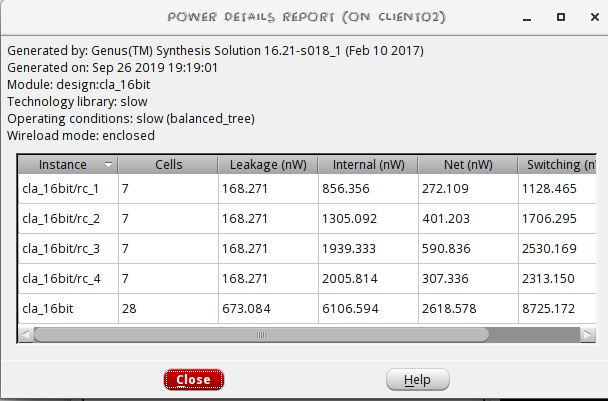 POWER DETAILS REPORT (ON CLIENT02)
Generated by: Genus(TM) Synthesis Solution 16.21-s018_1 (Feb 10 2017)
Generated on: Sep 26 2019 19:19:01
Module: design:cla_16bit
Technology library: slow
Operating conditions: slow (balanced_tree)
Wireload mode: enclosed
Instance Cells Leakage (nW) Internal (nW) Net (nW) Switching (n
cla_16bit/rc_1 7 168.271 856.356 272.109 1128.465
cla_16bit/rc_2 7 168.271 1305.092 401.203 1706.295
cla_16bit/rc_3 7 168.271 1939.333 590.836 2530.169
cla_16bit/rc_4 7 168.271 2005.814 307.336 2313.150
cla_16bit 28 673.084 6106.594 2618.578 8725.172
Close Help